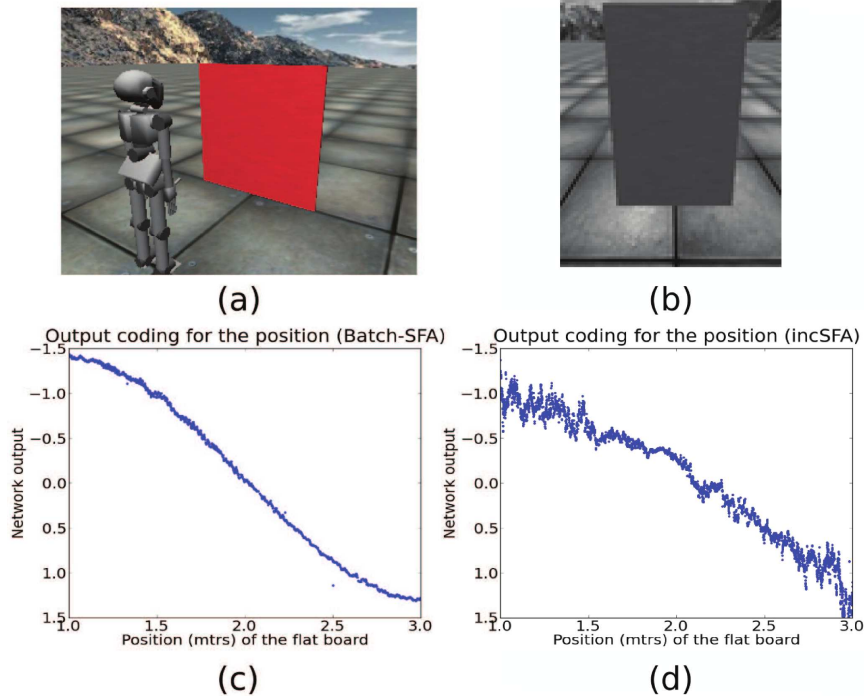 (a)
(b)
Output coding for the position (Batch-SFA)
−1.5
−1.0
−0.5
0.0
0.5
1.0
1.5
Network output
1.0
1.5
2.0
2.5
3.0
Position (mtrs) of the flat board
(c)
Output coding for the position (incSFA)
−1.5
−1.0
−0.5
0.0
0.5
1.0
1.5
Network output
1.0
1.5
2.0
2.5
3.0
Position (mtrs) of the flat board
(d)